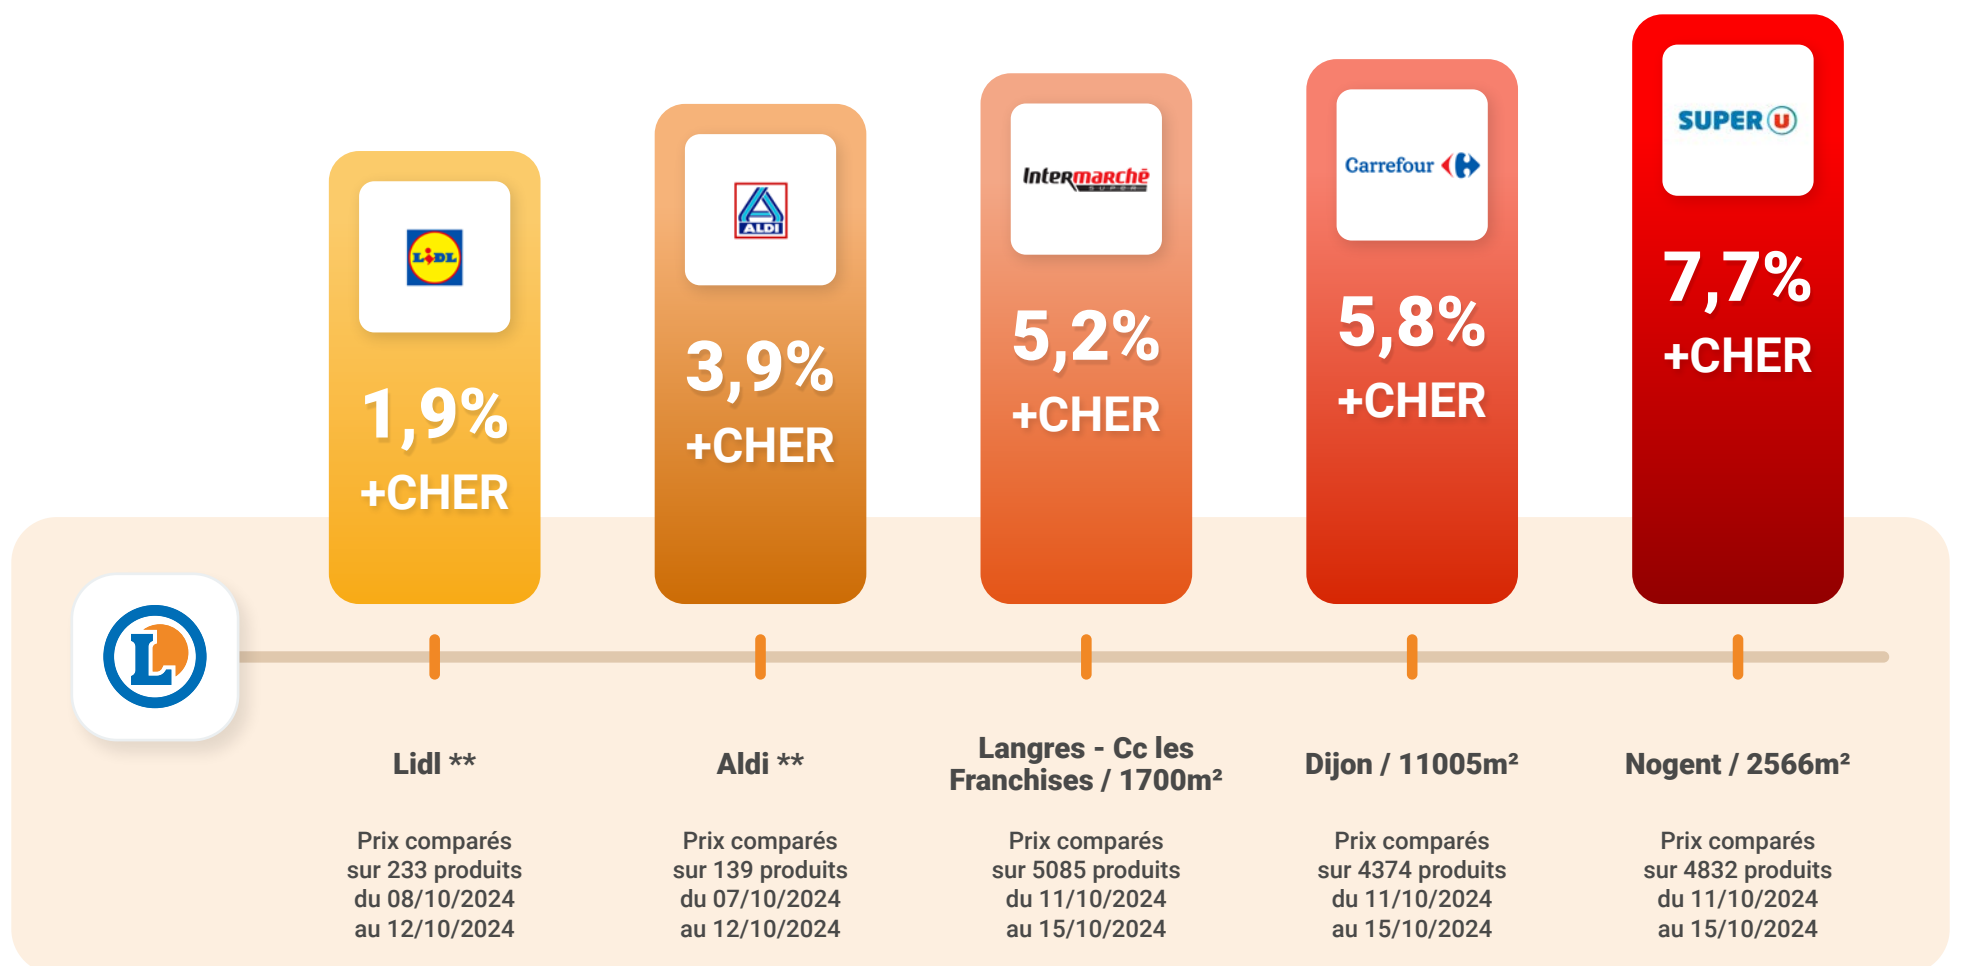 LIDL
1,9%
+CHER
ALDI
3,9%
+CHER
Intermarchē
SUPER
5,2%
+CHER
Carrefour
5,8%
+CHER
SUPER U
7,7%
+CHER
L
Lidl **
Prix comparés
sur 233 produits
du 08/10/2024
au 12/10/2024
Aldi **
Prix comparés
sur 139 produits
du 07/10/2024
au 12/10/2024
Langres - Cc les
Franchises / 1700m²
Prix comparés
sur 5085 produits
du 11/10/2024
au 15/10/2024
Dijon / 11005m²
Prix comparés
sur 4374 produits
du 11/10/2024
au 15/10/2024
Nogent / 2566m²
Prix comparés
sur 4832 produits
du 11/10/2024
au 15/10/2024